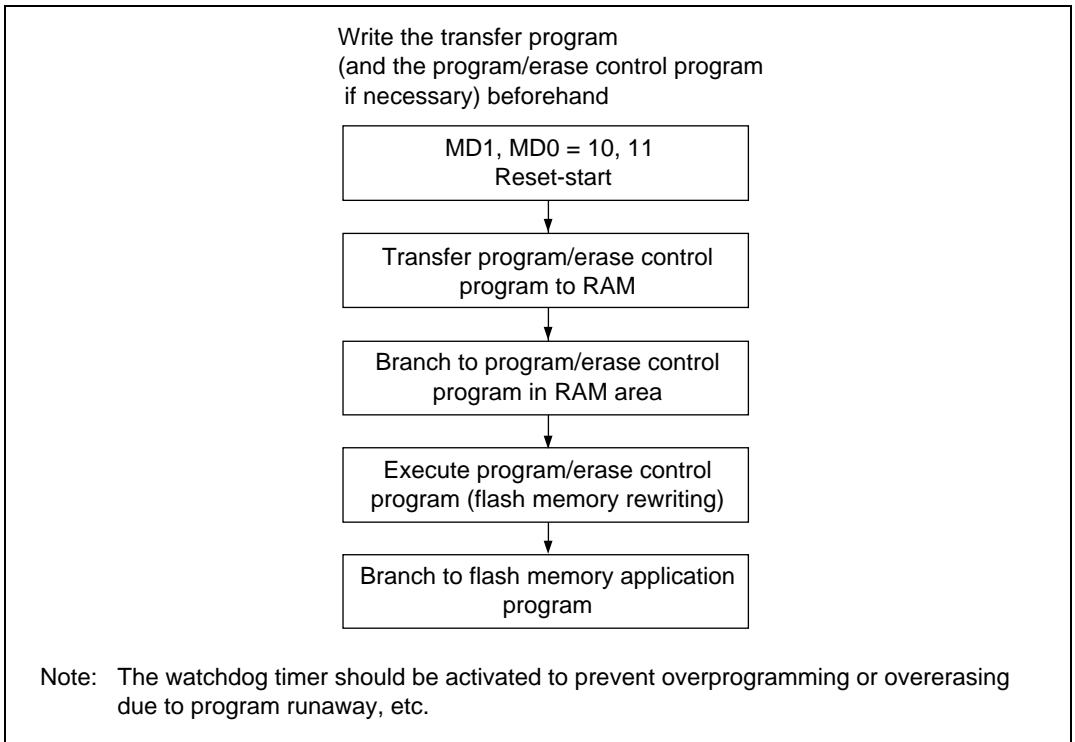 Write the transfer program
(and the program/erase control program
if necessary) beforehand
MD1, MD0 = 10, 11
Reset-start
Transfer program/erase control
program to RAM
Branch to program/erase control
program in RAM area
Execute program/erase control
program (flash memory rewriting)
Branch to flash memory application
program
Note: The watchdog timer should be activated to prevent overprogramming or overerasing
due to program runaway, etc.